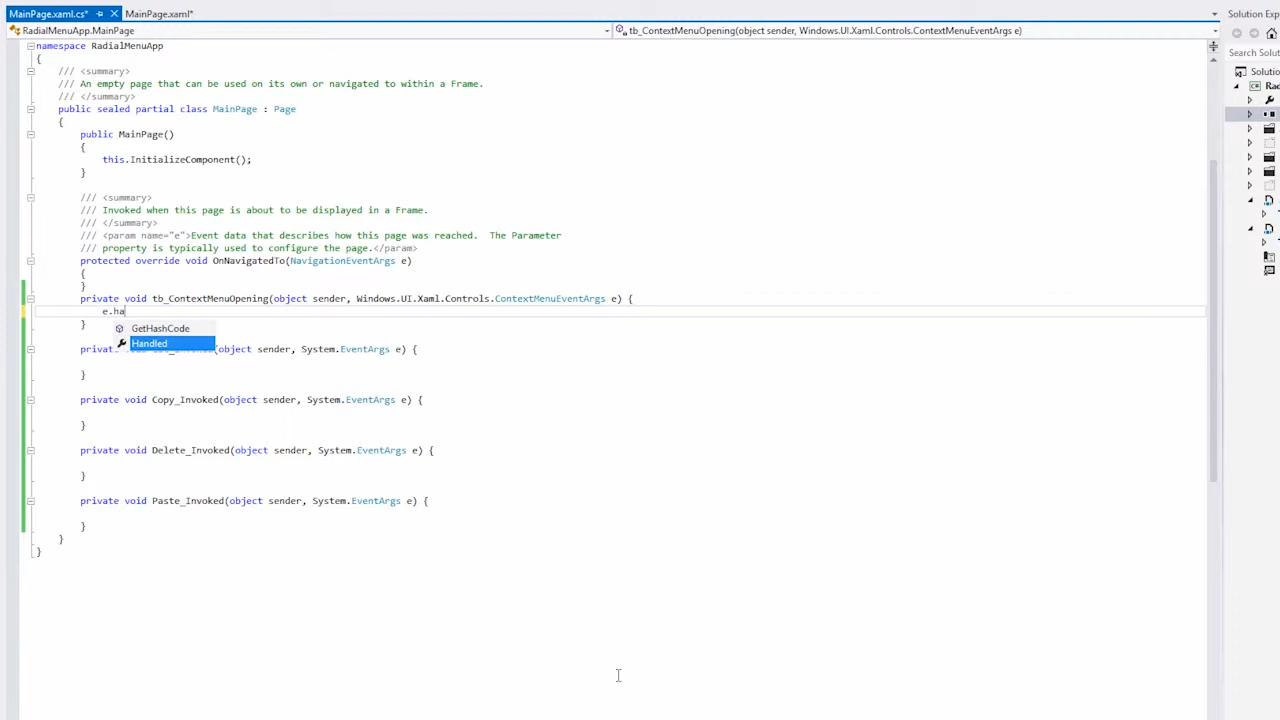 MainPage.xaml.cs*
MainPage.xaml*
Solution Exp
RadialMenuApp.MainPage
tb_ContextMenuOpening(object sender, Windows.UI.Xaml.Controls.ContextMenuEventArgs e)
namespace RadialMenuApp
Search Soluti
{
/// <summary>
Solutio
/// An empty page that can be used on its own or navigated to within a Frame.
Rad
/// </summary>
public sealed partial class MainPage : Page
{
public MainPage()
{
this.InitializeComponent();
}
/// <summary>
/// Invoked when this page is about to be displayed in a Frame.
/// </summary>
/// <param name="e">Event data that describes how this page was reached.  The Parameter
/// property is typically used to configure the page.</param>
protected override void OnNavigatedTo(NavigationEventArgs e)
{
}
private void tb_ContextMenuOpening(object sender, Windows.UI.Xaml.Controls.ContextMenuEventArgs e) {
e.ha
}
GetHashCode
Handled
privat (object sender, System.EventArgs e) {
}
private void Copy_Invoked(object sender, System.EventArgs e) {
}
private void Delete_Invoked(object sender, System.EventArgs e) {
}
private void Paste_Invoked(object sender, System.EventArgs e) {
}
}
}